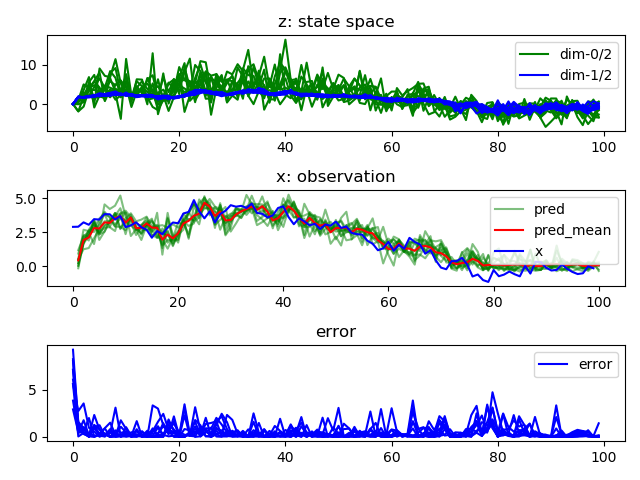 z: state space
10
0
dim-0/2
dim-1/2
0 20 40 60 80 100
x: observation
5.0
2.5
0.0
pred
pred_mean
x
0 20 40 60 80 100
error
5
0
error
0 20 40 60 80 100